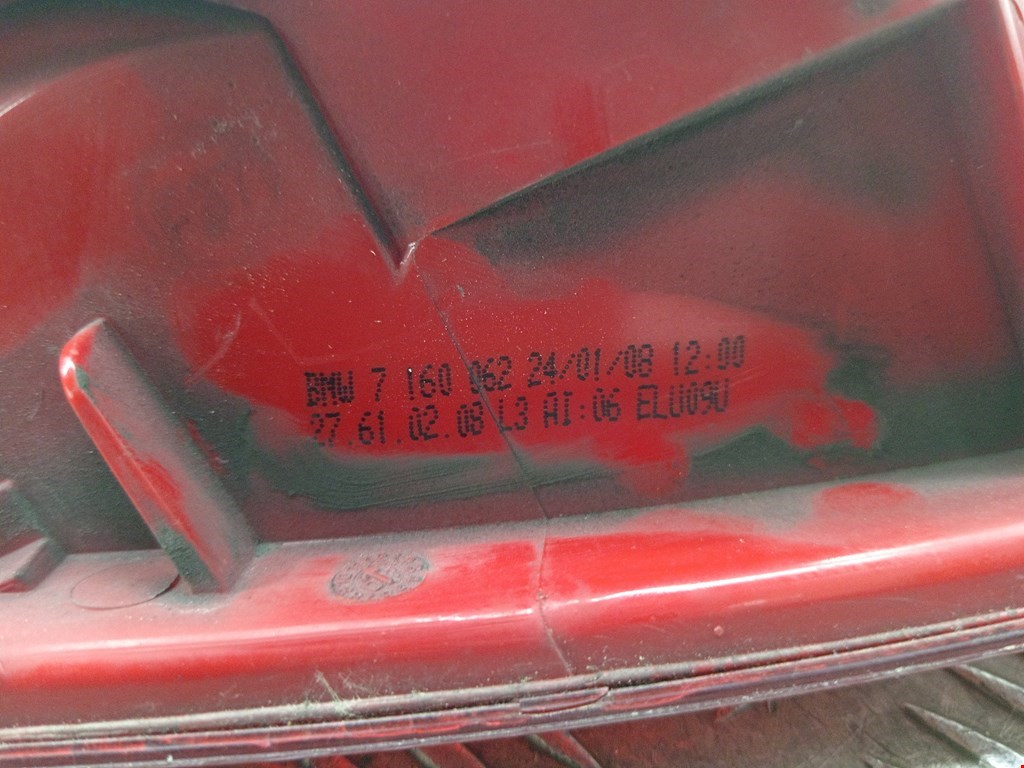 BMW 7 160 062 24/01/08 12:00
27.61.02.08 L3 AI:06 ELU09U